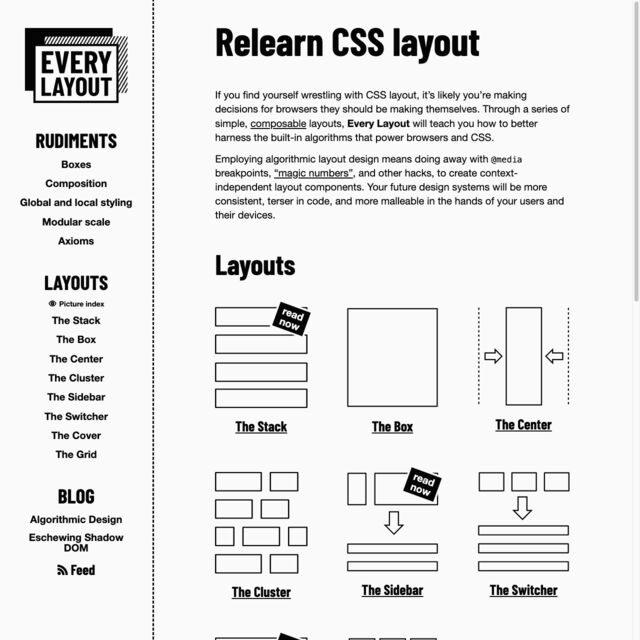 EVERY
LAYOUT
RUDIMENTS
Boxes
Composition
Global and local styling
Modular scale
Axioms
LAYOUTS
Picture index
The Stack
The Box
The Center
The Cluster
The Sidebar
The Switcher
The Cover
The Grid
BLOG
Algorithmic Design
Eschewing Shadow
DOM
Feed
Relearn CSS layout
If you find yourself wrestling with CSS layout, it’s likely you’re making
decisions for browsers they should be making themselves. Through a series of
simple, composable layouts, Every Layout will teach you how to better
harness the built-in algorithms that power browsers and CSS.
Employing algorithmic layout design means doing away with @media
breakpoints, “magic numbers”, and other hacks, to create context-
independent layout components. Your future design systems will be more
consistent, terser in code, and more malleable in the hands of your users and
their devices.
Layouts
read
now
The Stack
The Box
The Center
The Cluster
read
now
The Sidebar
The Switcher